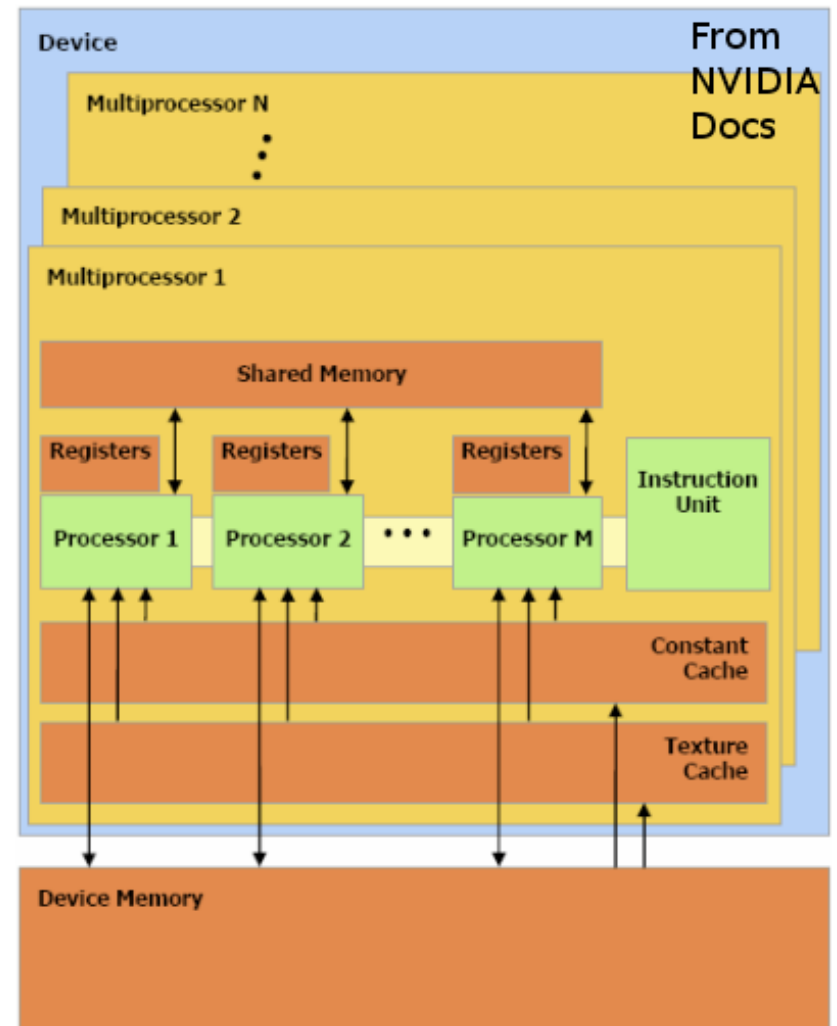 Device
From
NVIDIA
Docs
Multiprocessor N
Multiprocessor 2
Multiprocessor 1
Shared Memory
Registers
Registers
Registers
Instruction
Unit
Processor 1
Processor 2
Processor M
Constant
Cache
Texture
Cache
Device Memory